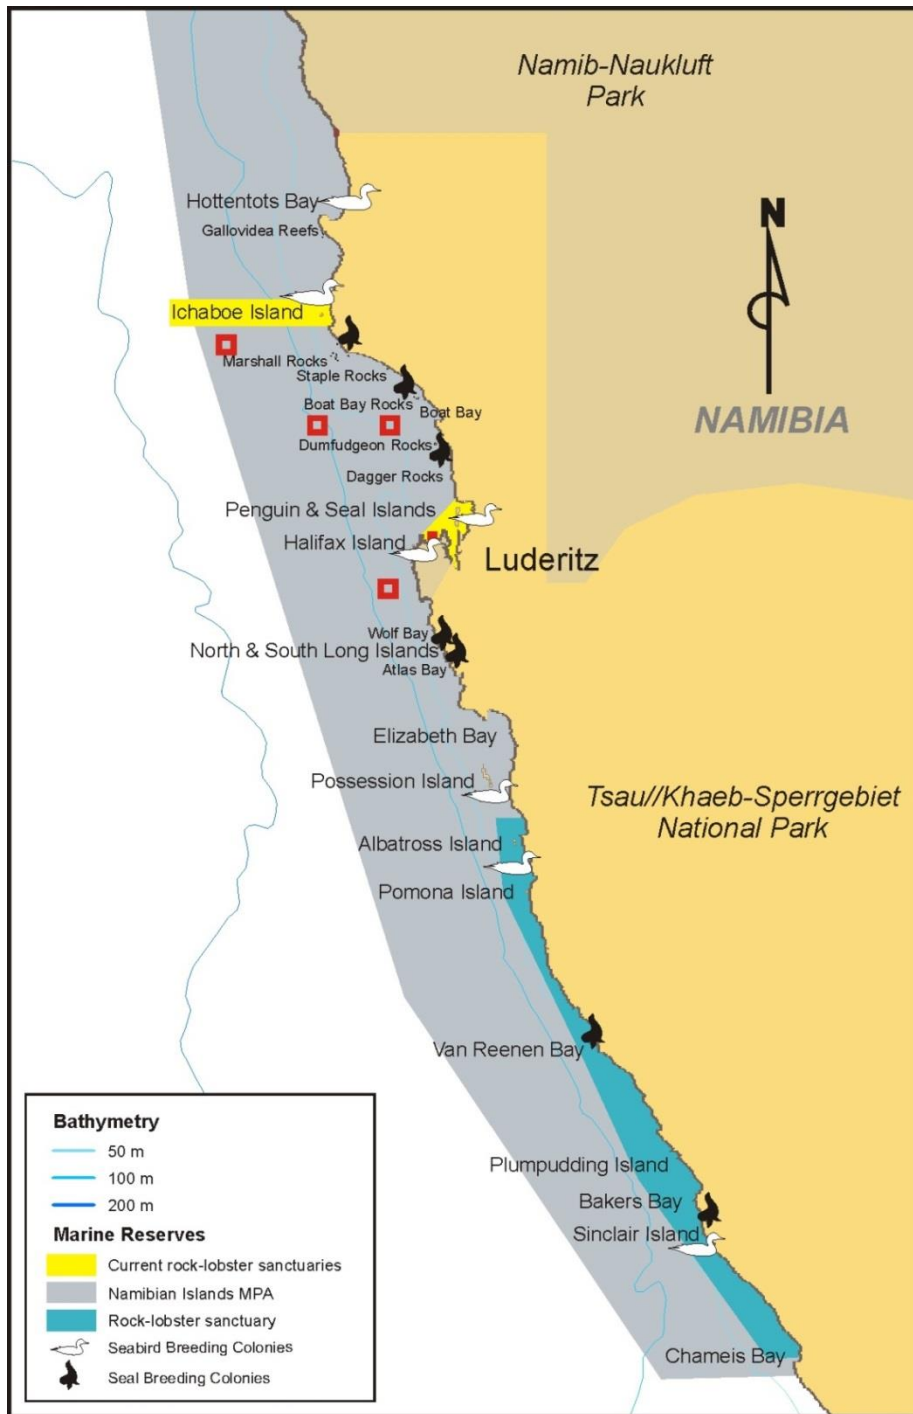 Namib-Naukluft
Park
Hottentots Bay
Gallovidea Reefs
N
Ichaboe Island
Marshall Rocks
Staple Rocks
Boat Bay Rocks
Boat Bay
NAMIBIA
Dumfudgeon Rocks
Dagger Rocks
Penguin & Seal Islands
Halifax Island
Luderitz
Wolf Bay
North & South Long Islands
Atlas Bay
Elizabeth Bay
Possession Island
Tsau//Khaeb-Sperrgebiet
National Park
Albatross Island
Pomona Island
Van Reenen Bay
Plumpudding Island
Bakers Bay
Sinclair Island
Chameis Bay
Bathymetry
50 m
100 m
200 m
Marine Reserves
Current rock-lobster sanctuaries
Namibian Islands MPA
Rock-lobster sanctuary
Seabird Breeding Colonies
Seal Breeding Colonies